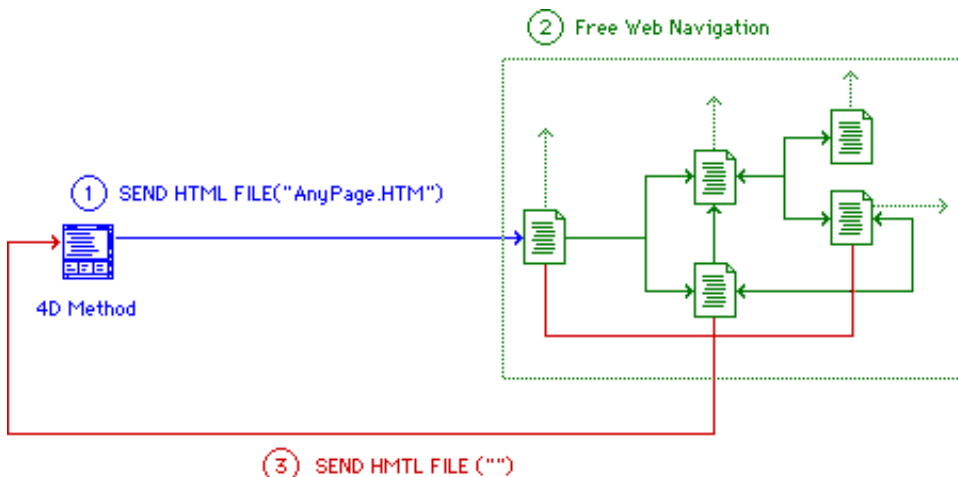 2 Free Web Navigation
1 SEND HTML FILE("AnyPage.HTM")
4D Method
3 SEND HMTL FILE ("")